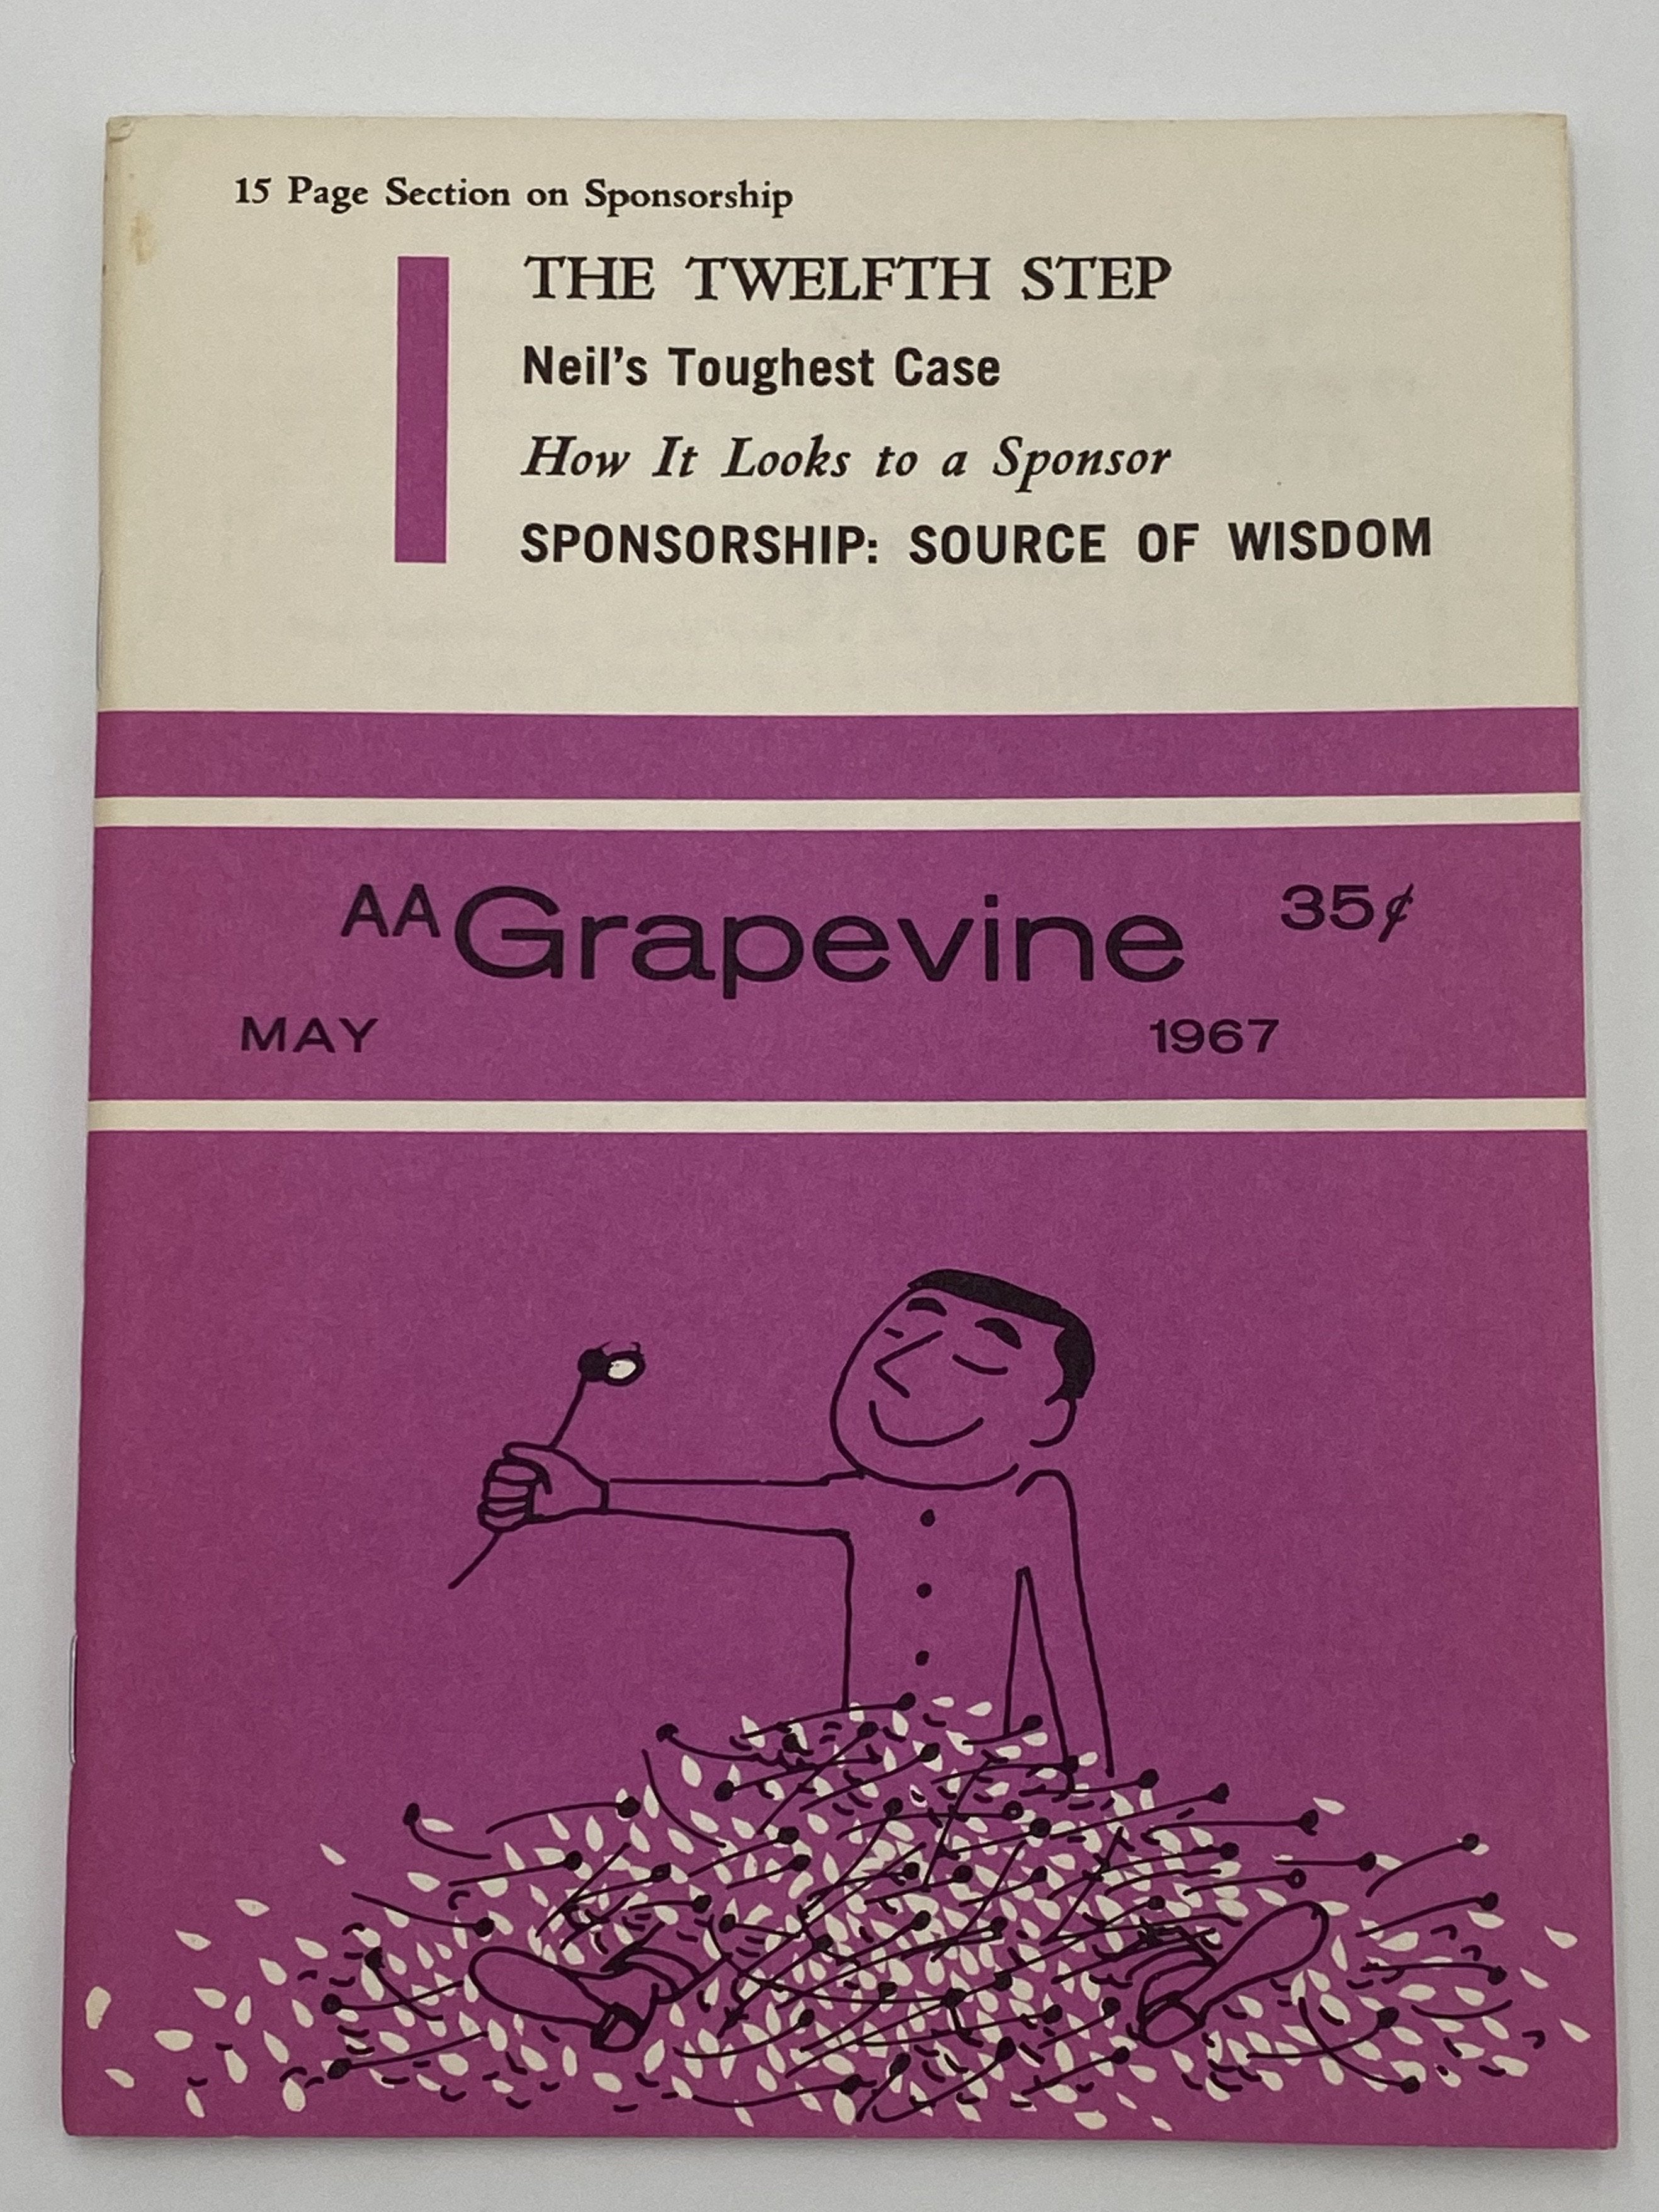 15 Page Section on Sponsorship
THE TWELFTH STEP
Neil's Toughest Case
How It Looks to a Sponsor
SPONSORSHIP: SOURCE OF WISDOM
AA Grapevine 35¢
MAY 1967